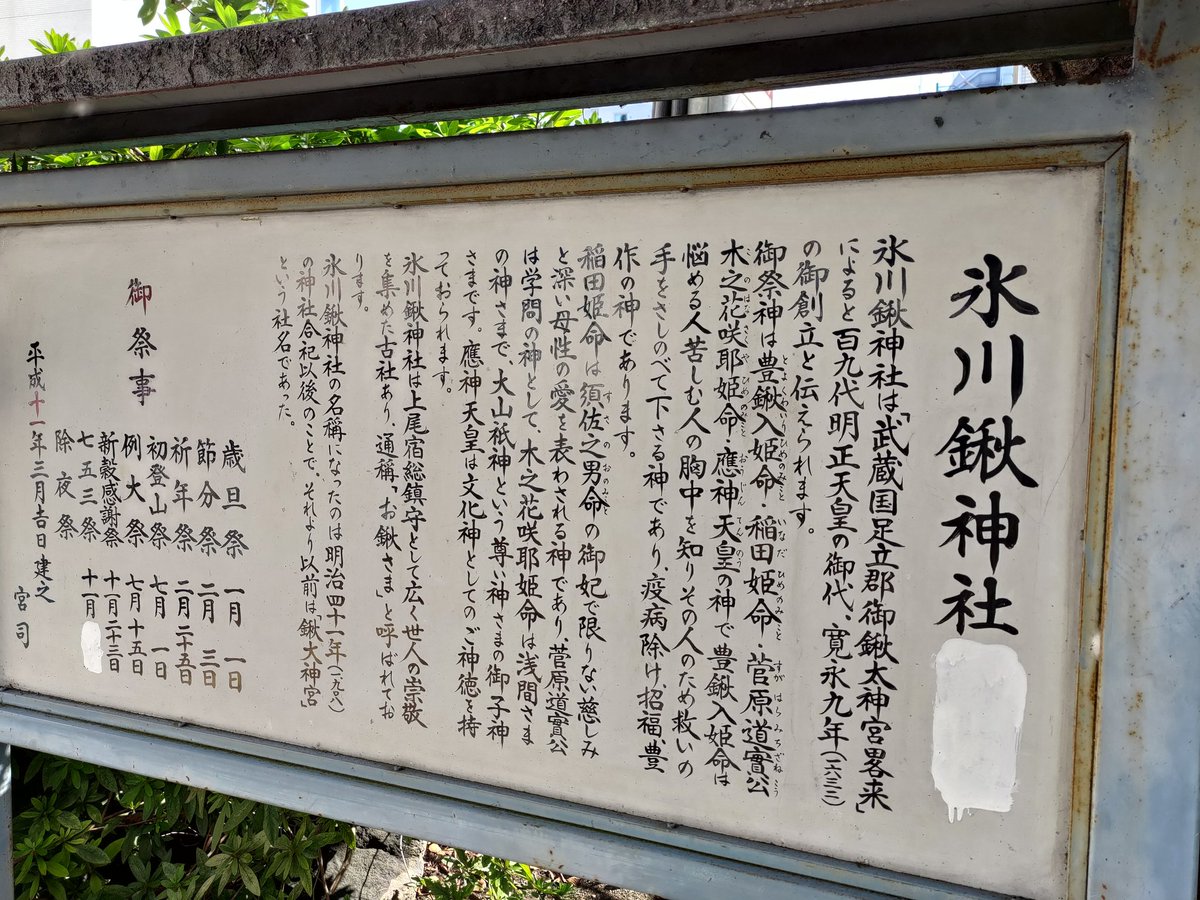 氷川鍬神社
氷川鍬神社は「武蔵国足立郡御鍬太神宮畧来」
によると百九代明正天皇の御代、寛永九年（一六三二）
の御創立と伝えられます。
御祭神は豊鍬入姫命・稲田姫命・菅原道實公
木之花咲耶姫命・應神天皇の神で豊鍬入姫命は
悩める人苦しむ人の胸中を知りその人のため救いの
手をさしのべて下さる神であり、疫病除け招福、豊
作の神であります。
稲田姫命は須佐之男命の御妃で限りない慈しみ
と深い母性の愛を表わされる神であり、菅原道實公
は学問の神として、木之花咲耶姫命は浅間さま
の神さまで、大山祇神という尊い神さまの御子神
さまです。應神天皇は文化神としてのご神徳を持
っておられます。
氷川鍬神社は上尾宿総鎮守として広く世人の崇敬
を集めた古社あり、通稱「お鍬さま」と呼ばれてお
ります。
氷川鍬神社の名稱になったのは明治四十一年（一九〇八）
の神社合祀以後のことで、それより以前は「鍬大神宮」
という社名であった。
御祭事
歳旦祭 一月一日
節分祭 二月三日
祈年祭 二月二十五日
初登山祭 七月一日
例大祭 七月十五日
新穀感謝祭 十一月二十三日
七五三祭 十一月
除夜祭
平成十一年三月吉日建之
宮司